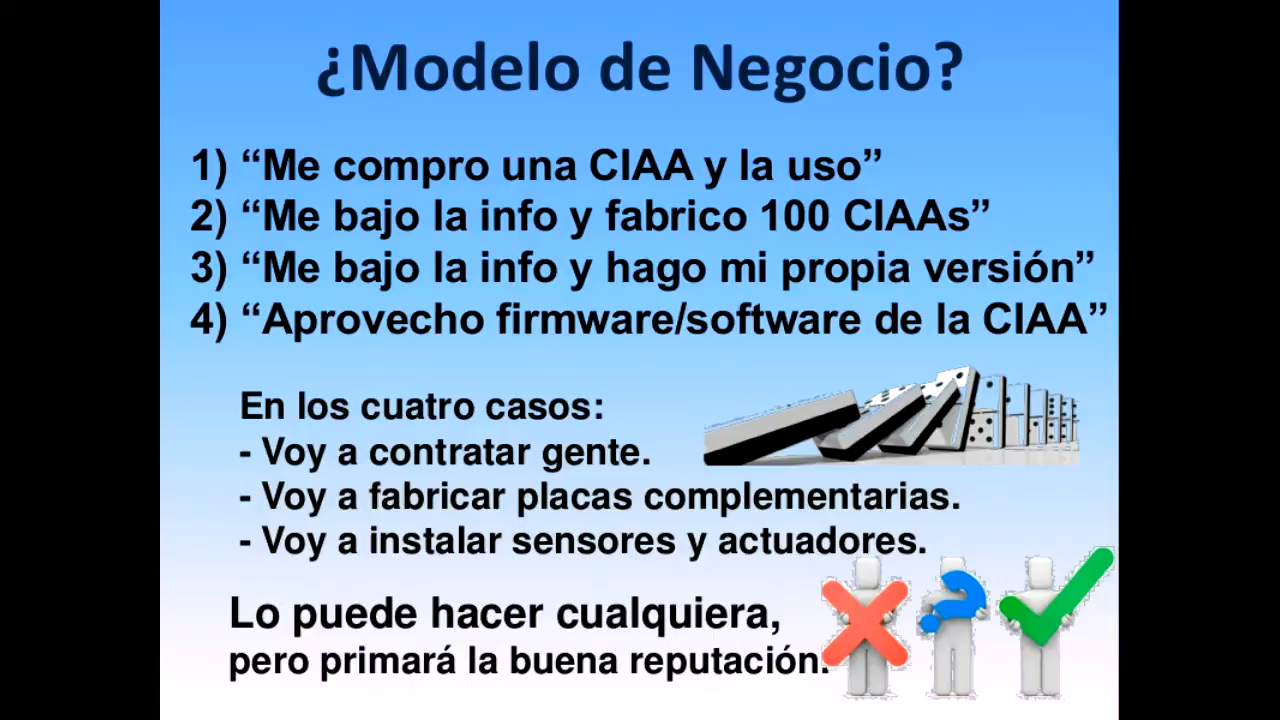 ¿Modelo de Negocio?
1) “Me compro una CIAA y la uso”
2) “Me bajo la info y fabrico 100 CIAAs”
3) “Me bajo la info y hago mi propia versión”
4) “Aprovecho firmware/software de la CIAA”
En los cuatro casos:
- Voy a contratar gente.
- Voy a fabricar placas complementarias.
- Voy a instalar sensores y actuadores.
Lo puede hacer cualquiera,
pero primará la buena reputación.